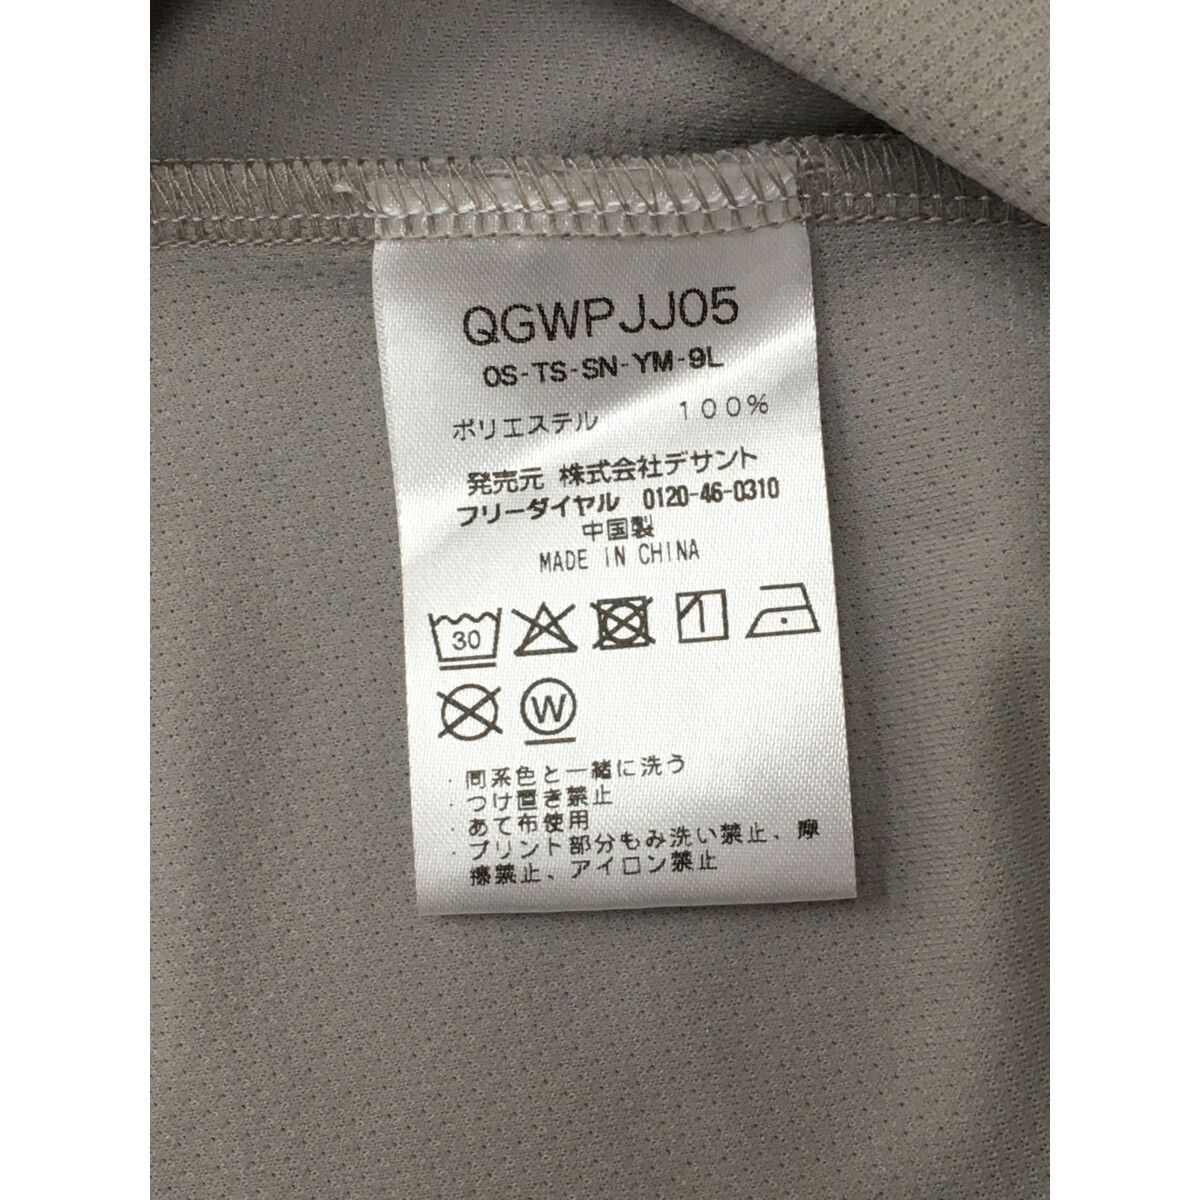 QGWPJJ05
OS-TS-SN-YM-9L
ポリエステル 100%
発売元 株式会社デサント
フリーダイヤル 0120-46-0310
中国製
MADE IN CHINA
30
W
・同系色と一緒に洗う
・つけ置き禁止
・あて布使用
・プリント部分もみ洗い禁止、摩
擦禁止、アイロン禁止